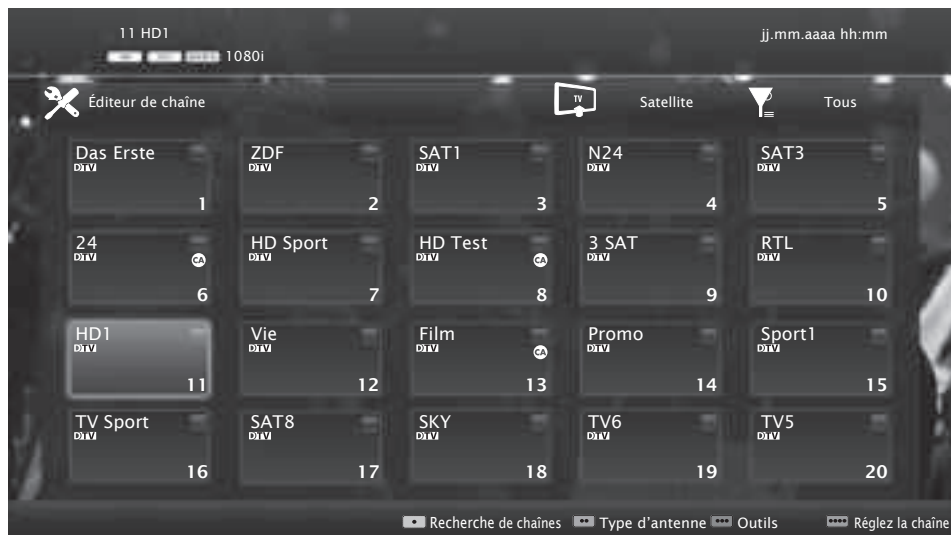 11 HD1
jj.mm.aaaa hh:mm
1080i
Éditeur de chaîne
TV
Satellite
Tous
Das Erste ZDF SAT1 N24 SAT3
DTV DTV DTV DTV DTV
1 2 3 4 5
24 HD Sport HD Test 3 SAT RTL
DTV CA DTV DTV CA DTV DTV
6 7 8 9 10
HD1 Vie Film Promo Sport1
DTV DTV DTV CA DTV DTV
11 12 13 14 15
TV Sport SAT8 SKY TV6 TV5
DTV DTV DTV DTV DTV
16 17 18 19 20
Recherche de chaînes Type d'antenne Outils Réglez la chaîne